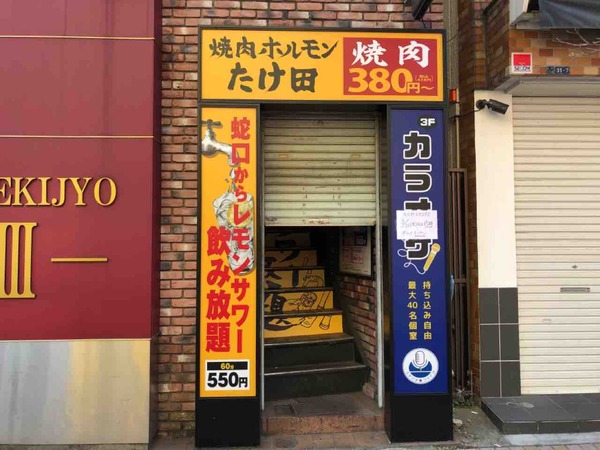 焼肉ホルモン
たけ田
焼肉
380円〜
蛇口からレモンサワー
飲み放題
60分
550円
3F
カラオケ
持ち込み自由
最大40名個室
EKIJYO
III